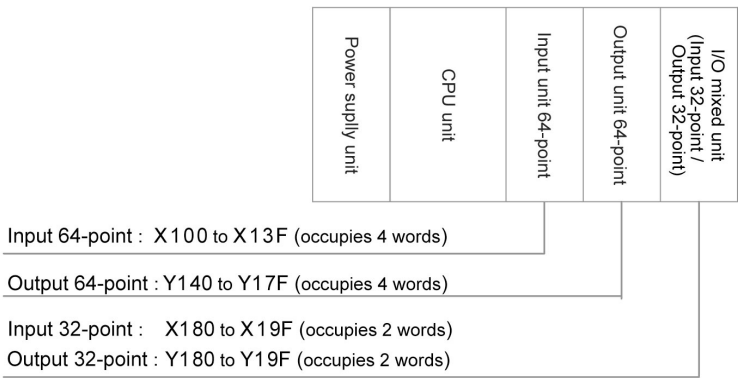 Power suplly unit
CPU unit
Input unit 64-point
Output unit 64-point
I/O mixed unit
(Input 32-point /
Output 32-point)
Input 64-point : X100 to X13F (occupies 4 words)
Output 64-point : Y140 to Y17F (occupies 4 words)
Input 32-point : X180 to X19F (occupies 2 words)
Output 32-point : Y180 to Y19F (occupies 2 words)